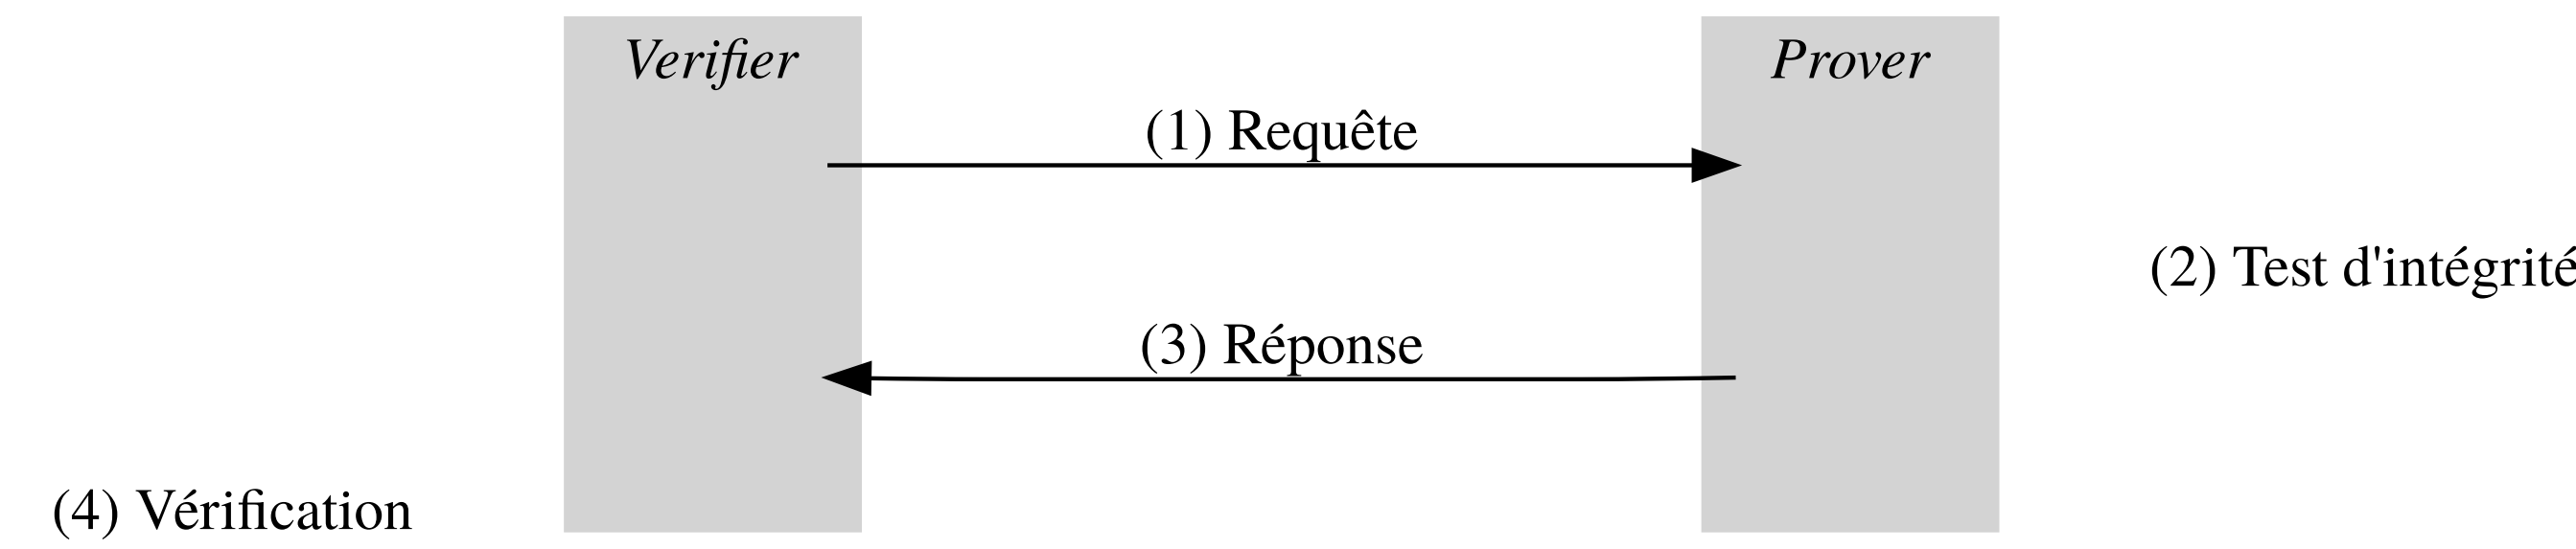 Verifier
Prover
(1) Requête
(2) Test d'intégrité
(3) Réponse
(4) Vérification